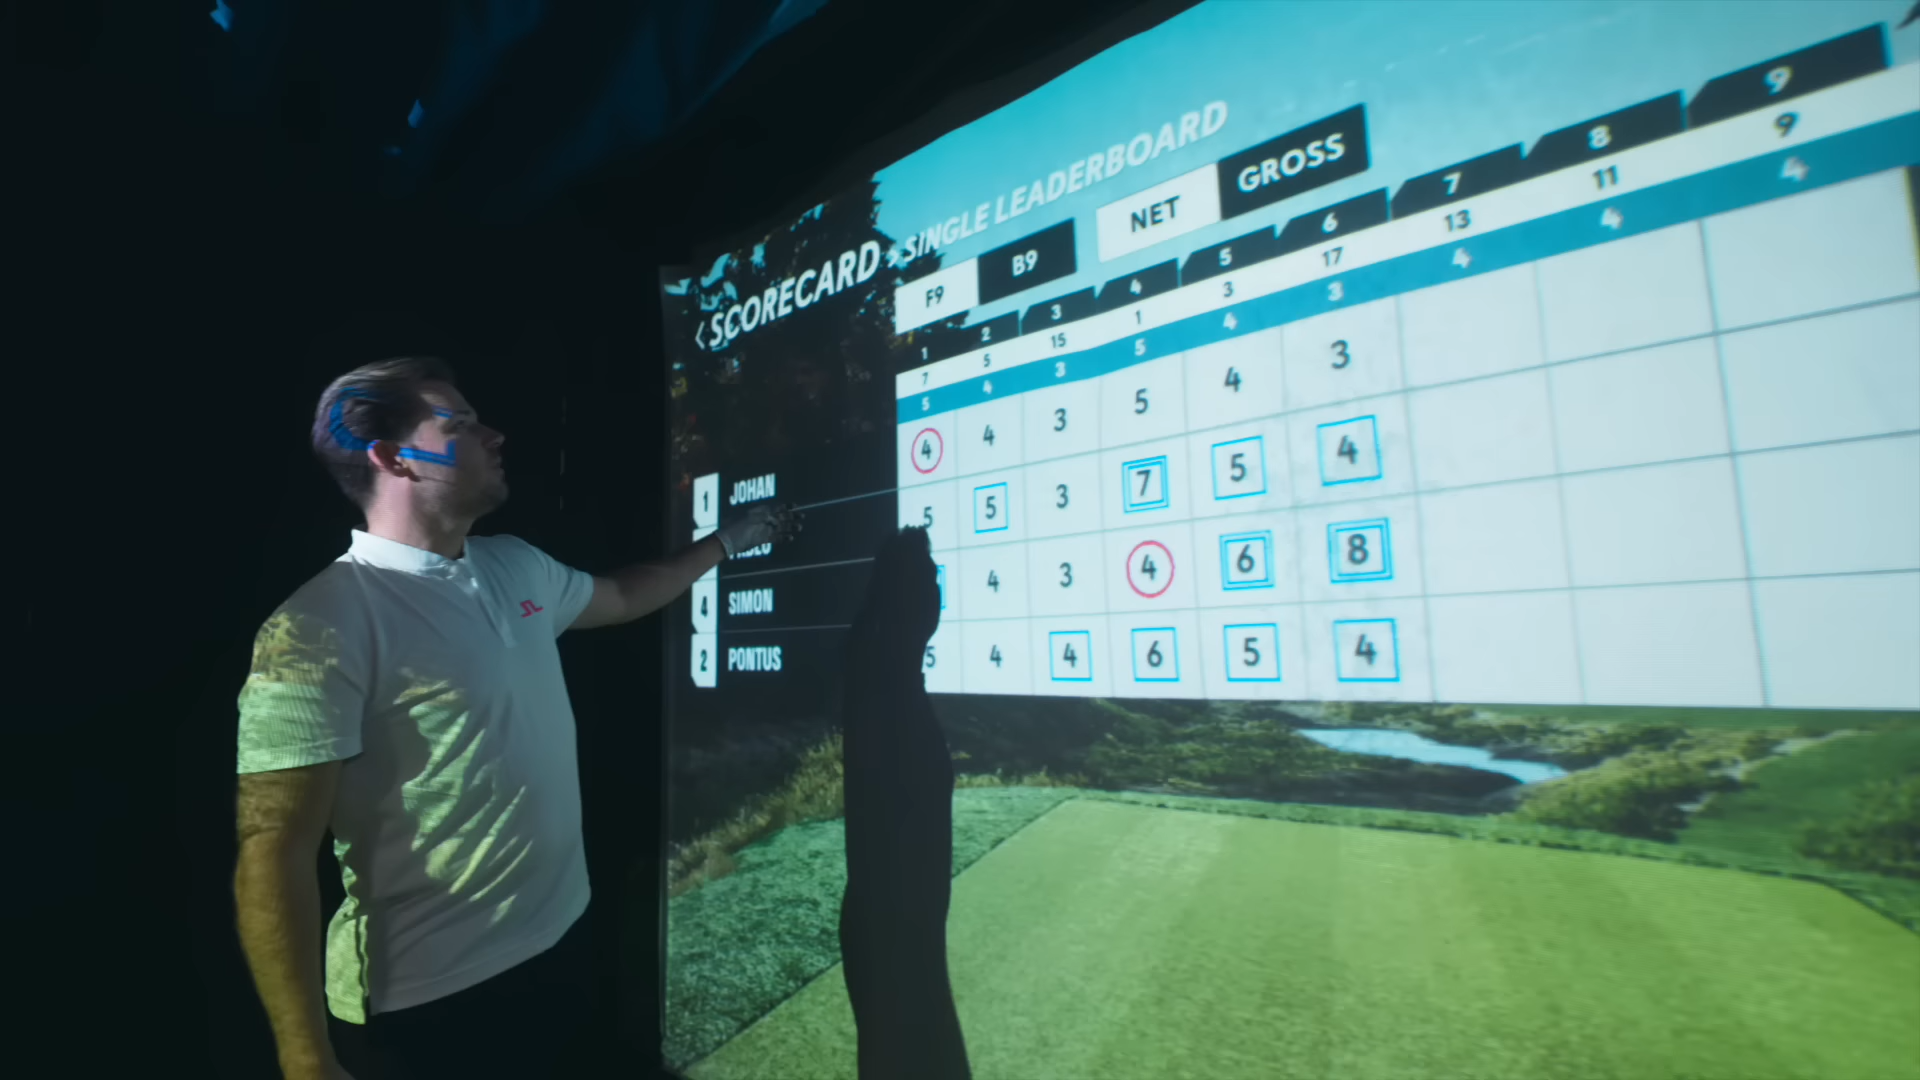 ‹ SCORECARD › SINGLE LEADERBOARD
F9 B9 NET GROSS
1 2 3 4 5 6 7 8 9
7 5 15 1 3 17 13 11 9
5 4 3 5 4 3 4 4 4
1 JOHAN 4 4 3 5 4 3
5 5 3 7 5 4
4 SIMON 4 3 4 6 8
2 PONTUS 5 4 4 6 5 4